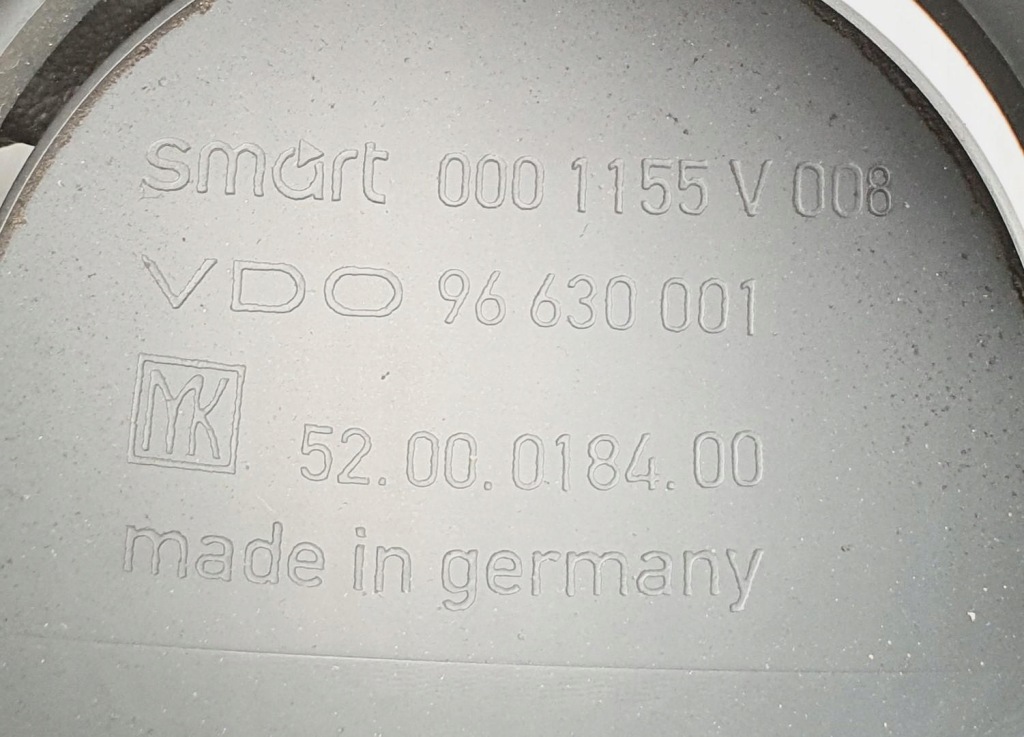 smart 000 1155 V 008
VDO 96 630 001
MK 52.00.0184.00
made in germany